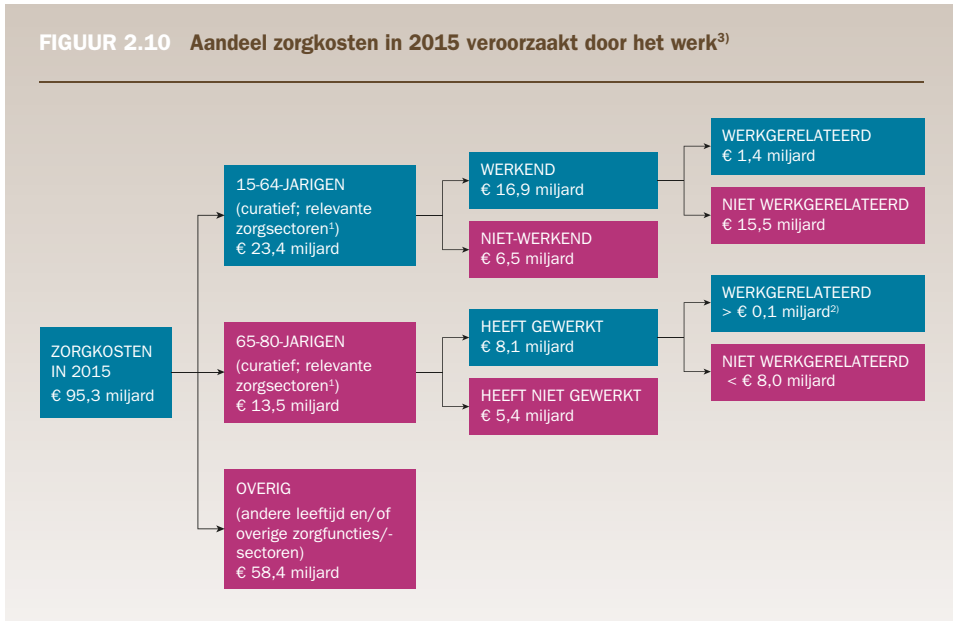 FIGUUR 2.10 Aandeel zorgkosten in 2015 veroorzaakt door het werk3)
ZORGKOSTEN
IN 2015
€ 95,3 miljard
15-64-JARIGEN
(curatief; relevante
zorgsectoren1)
€ 23,4 miljard
WERKEND
€ 16,9 miljard
NIET-WERKEND
€ 6,5 miljard
WERKGERELATEERD
€ 1,4 miljard
NIET WERKGERELATEERD
€ 15,5 miljard
65-80-JARIGEN
(curatief; relevante
zorgsectoren1)
€ 13,5 miljard
HEEFT GEWERKT
€ 8,1 miljard
HEEFT NIET GEWERKT
€ 5,4 miljard
WERKGERELATEERD
> € 0,1 miljard2)
NIET WERKGERELATEERD
< € 8,0 miljard
OVERIG
(andere leeftijd en/of
overige zorgfuncties/-
sectoren)
€ 58,4 miljard